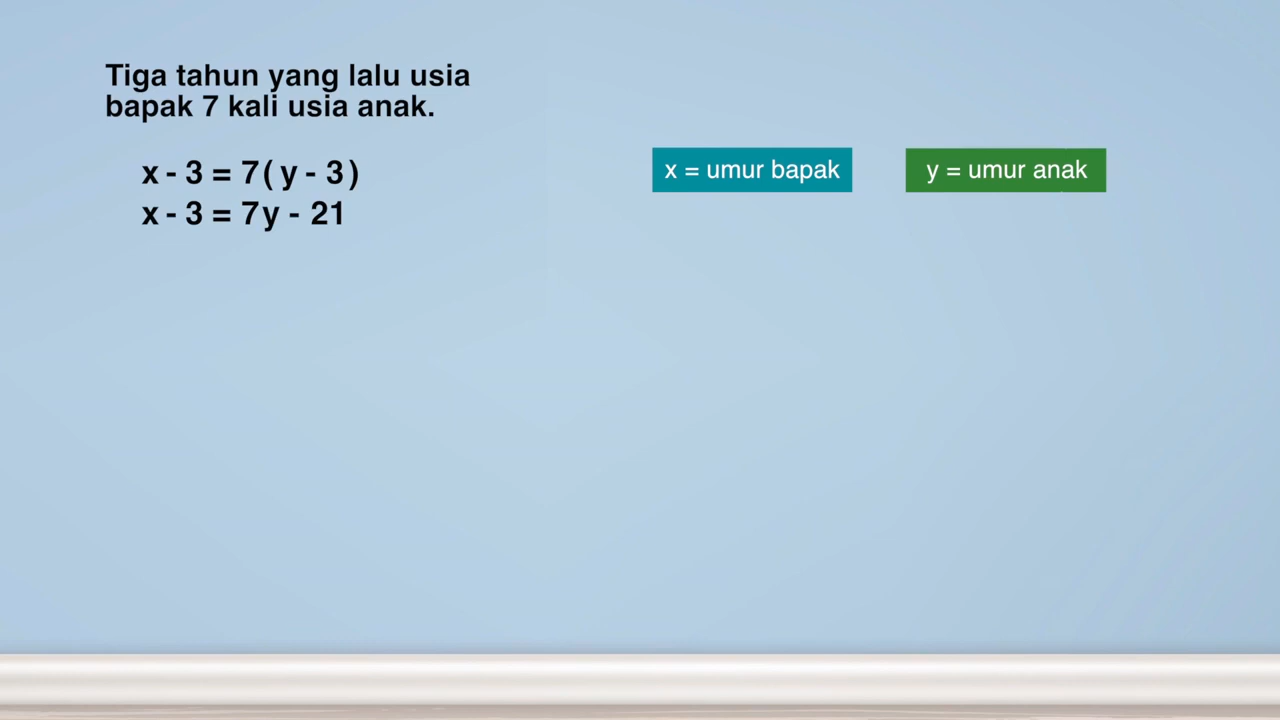 Tiga tahun yang lalu usia
bapak 7 kali usia anak.
x - 3 = 7( y - 3)
x - 3 = 7y - 21
x = umur bapak
y = umur anak